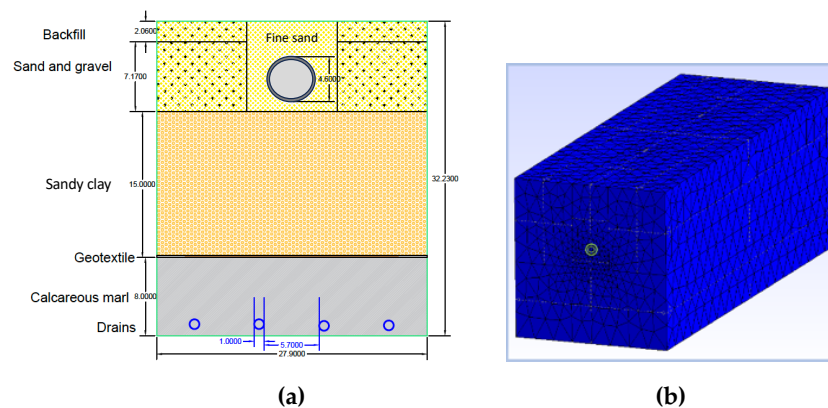 2.0600
Backfill
Fine sand
Sand and gravel
7.1700
4.6000
Sandy clay
15.0000
32.2300
Geotextile
Calcareous marl
8.0000
Drains
1.0000
5.7000
27.9000
(a)
(b)